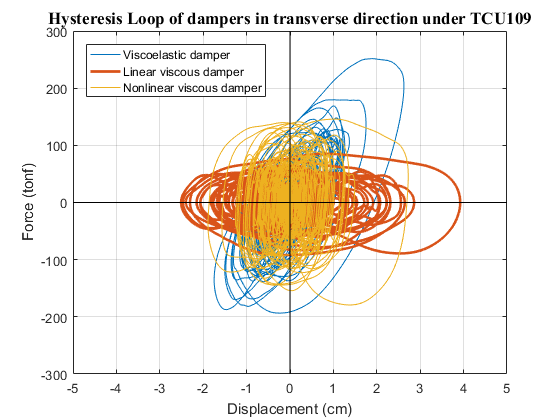 Hysteresis Loop of dampers in transverse direction under TCU109
300
200
100
0
-100
-200
-300
Viscoelastic damper
Linear viscous damper
Nonlinear viscous damper
Force (tonf)
-5 -4 -3 -2 -1 0 1 2 3 4 5
Displacement (cm)